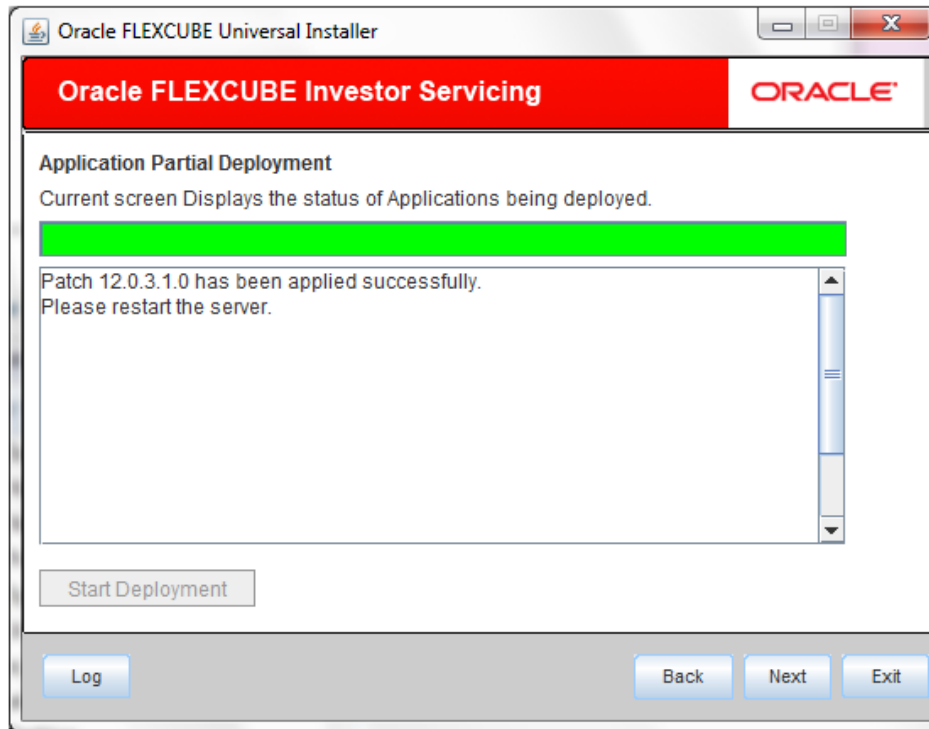 Oracle FLEXCUBE Universal Installer
Oracle FLEXCUBE Investor Servicing
ORACLE
Application Partial Deployment
Current screen Displays the status of Applications being deployed.
Patch 12.0.3.1.0 has been applied successfully.
Please restart the server.
Start Deployment
Log
Back
Next
Exit